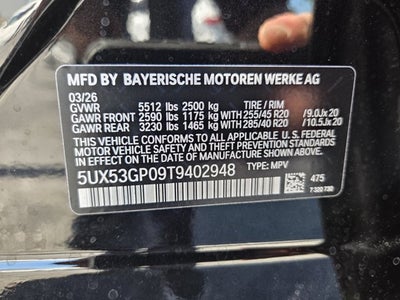 MFD BY BAYERISCHE MOTOREN WERKE AG
03/26
GVWR 5512 lbs 2500 kg TIRE / RIM
GAWR FRONT 2590 lbs 1175 kg WITH 255/45 R20 /9.0Jx20
GAWR REAR 3230 lbs 1465 kg WITH 285/40 R20 /10.5Jx20
THIS VEHICLE CONFORMS TO ALL APPLICABLE FEDERAL
MOTOR VEHICLE SAFETY, BUMPER, AND THEFT PREVENTION
STANDARDS IN EFFECT ON THE DATE OF MANUFACTURE
SHOWN ABOVE.
5UX53GP09T9402948 TYPE: MPV
475